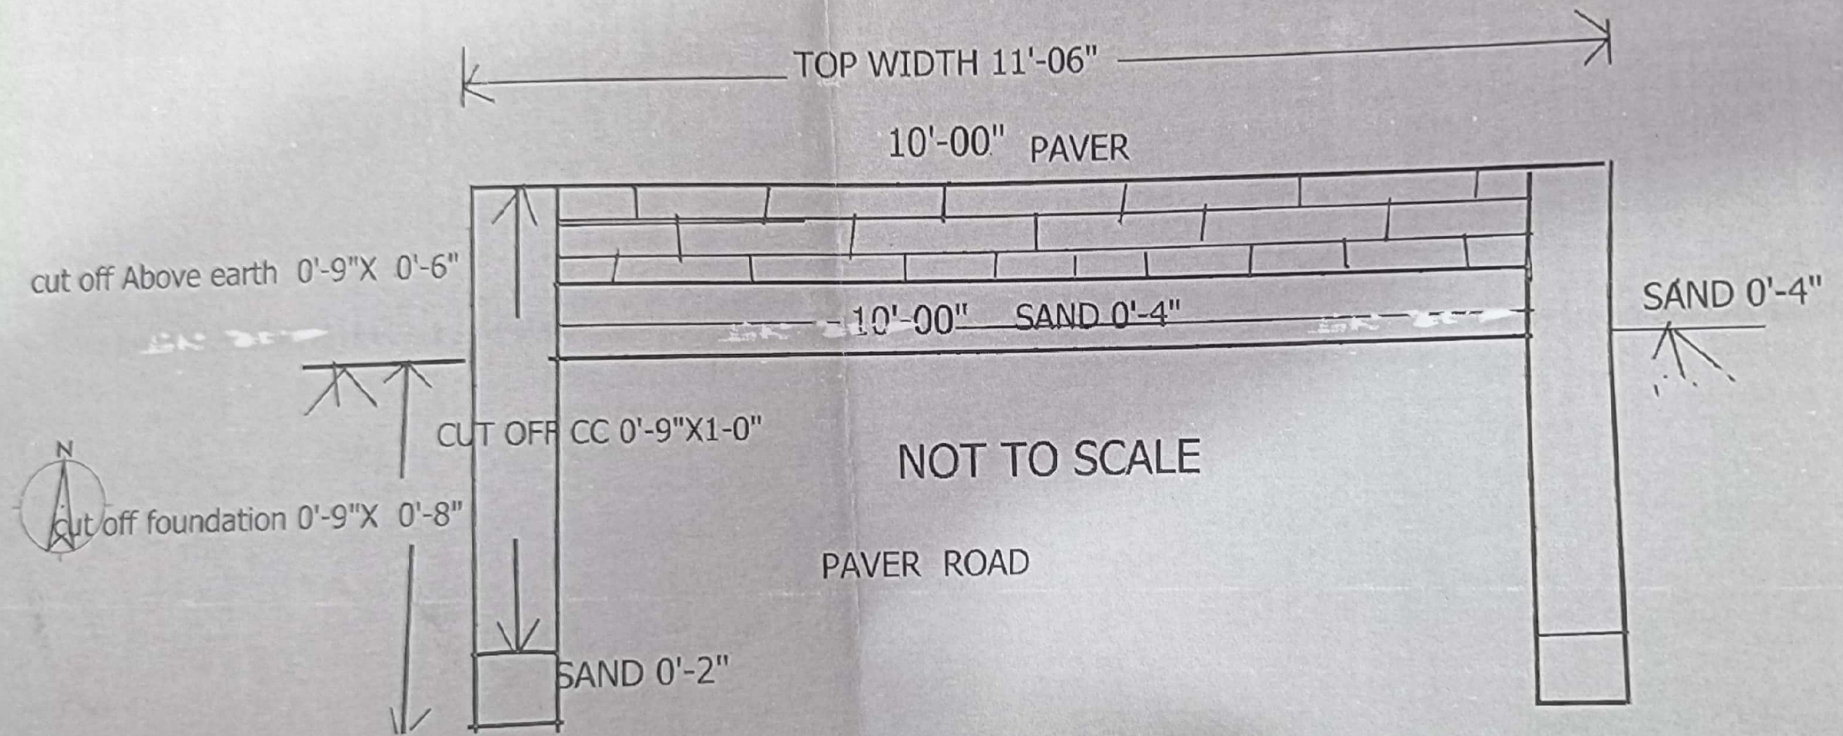 TOP WIDTH 11'-06"
10'-00" PAVER
cut off Above earth 0'-9"X 0'-6"
SAND 0'-4"
10'-00" SAND 0'-4"
CUT OFF CC 0'-9"X1-0"
NOT TO SCALE
N
cut off foundation 0'-9"X 0'-8"
PAVER ROAD
SAND 0'-2"